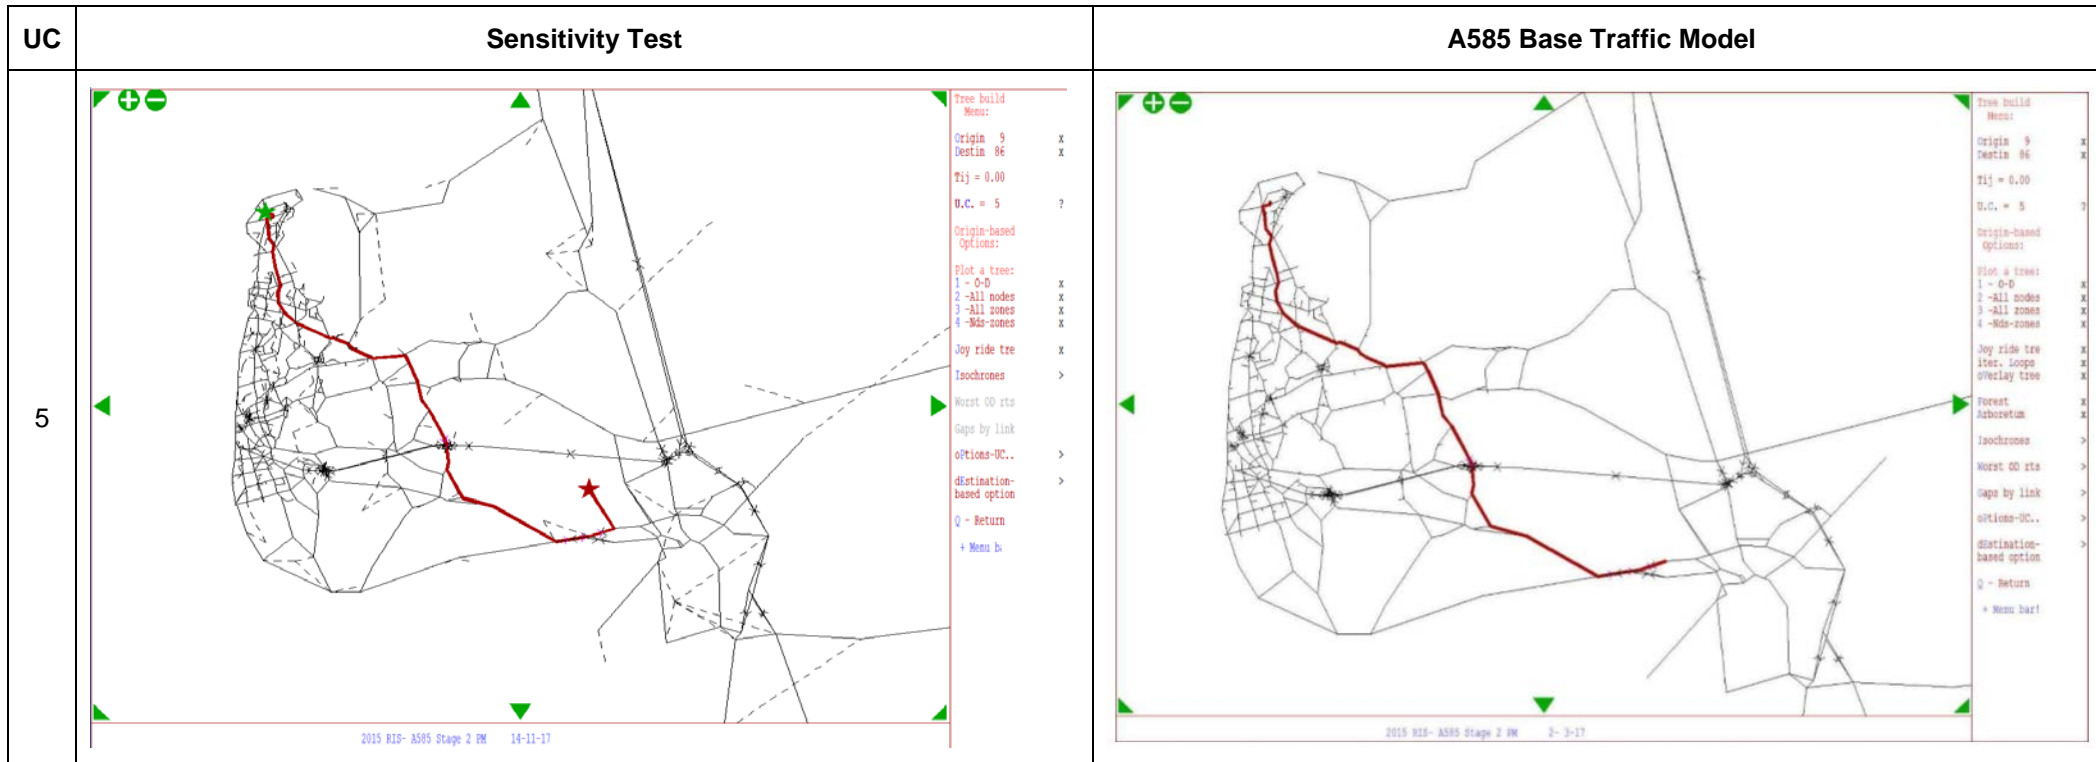 UC
Sensitivity Test
A585 Base Traffic Model
5
Tree build
Menu:
Origin 9 x
Destin 86 x
Tij = 0.00
U.C. = 5 ?
Origin-based
Options:
Plot a tree:
1 - O-D x
2 -All nodes x
3 -All zones x
4 -Nds-zones x
Joy ride tre x
Isochrones >
Worst OD rts
Gaps by link
oPtions-UC.. >
dEstination- >
based option
Q - Return
+ Menu ba
2015 RIS- A585 Stage 2 PM 14-11-17
Tree build
Menu:
Origin 9 x
Destin 86 x
Tij = 0.00
U.C. = 5 ?
Origin-based
Options:
Plot a tree:
1 - O-D x
2 -All nodes x
3 -All zones x
4 -Nds-zones x
Joy ride tre x
iter. Loops x
oVerlay tree x
Forest x
Arboretum x
Isochrones >
Worst OD rts >
Gaps by link >
oPtions-UC.. >
dEstination- >
based option
Q - Return
+ Menu bar!
2015 RIS- A585 Stage 2 PM 2- 3-17